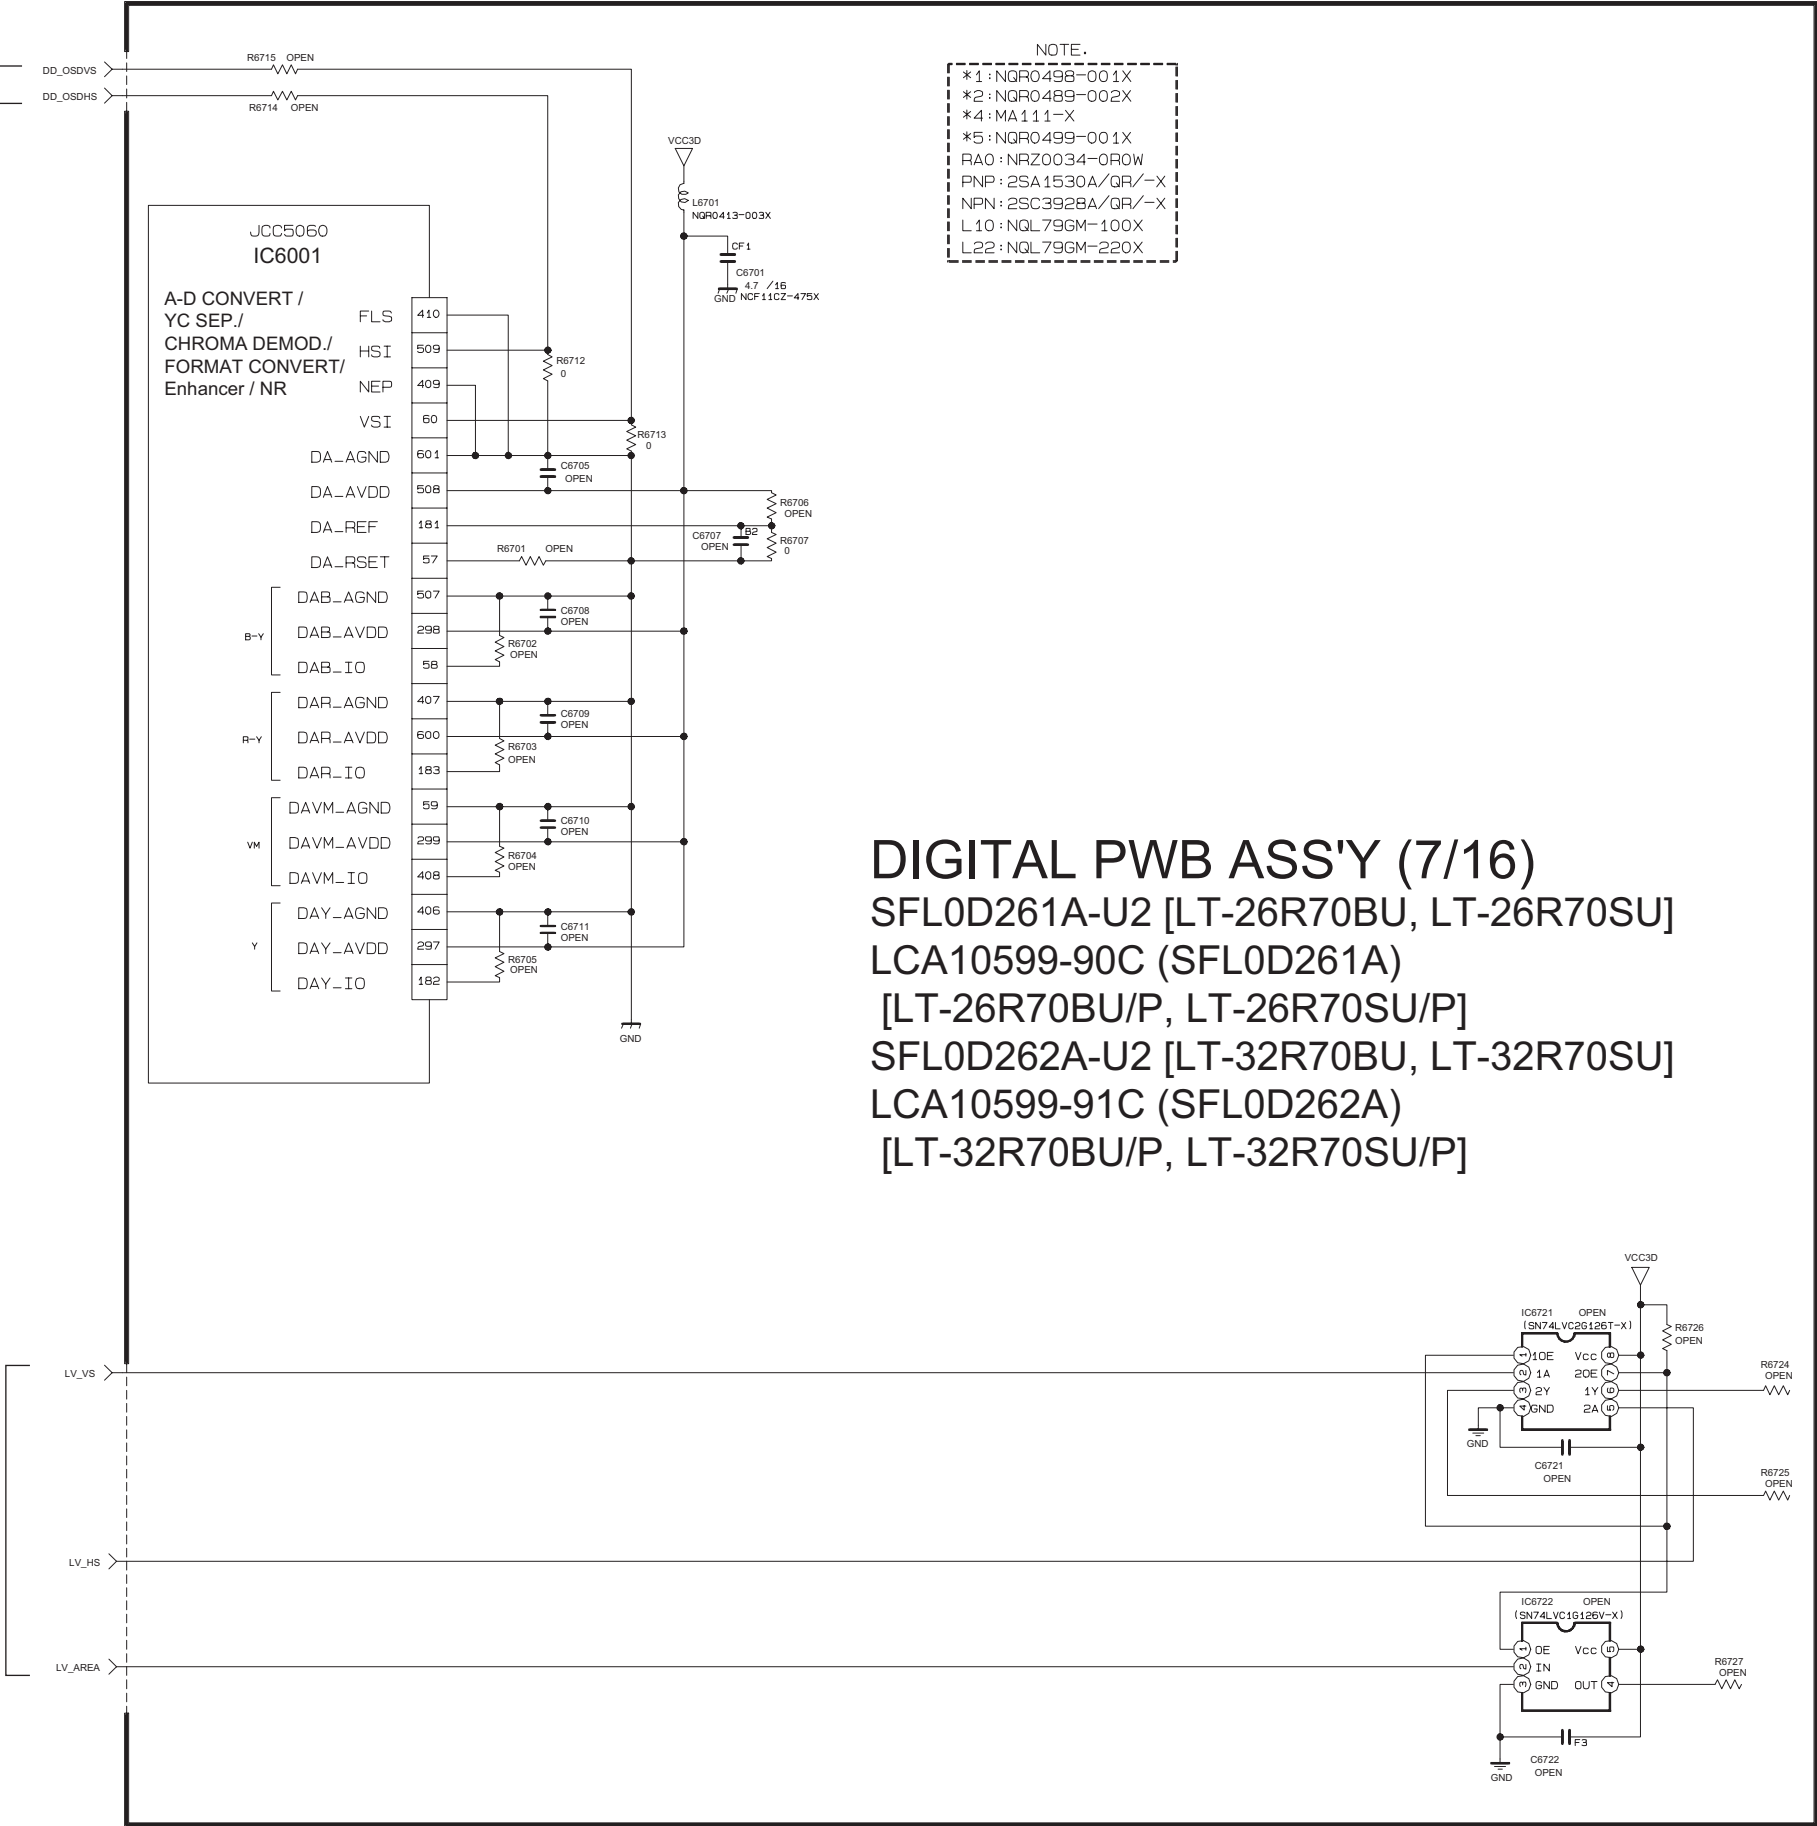 DD_OSDVS
R6715 OPEN
DD_OSDHS
R6714 OPEN
NOTE.
*1:NQR0498-001X
*2:NQR0489-002X
*4:MA111-X
*5:NQR0499-001X
RA0:NRZ0034-0R0W
PNP:2SA1530A/QR/-X
NPN:2SC3928A/QR/-X
L10:NQL79GM-100X
L22:NQL79GM-220X
VCC3D
L6701
NQR0413-003X
CF1
C6701
4.7 /16
GND NCF11CZ-475X
JCC5060
IC6001
A-D CONVERT /
YC SEP./
CHROMA DEMOD./
FORMAT CONVERT/
Enhancer / NR
FLS 410
HSI 509
R6712
0
NEP 409
VSI 60
R6713
0
DA_AGND 601
C6705
OPEN
DA_AVDD 508
R6706
OPEN
DA_REF 181
C6707
OPEN
B2
R6707
0
DA_RSET 57
R6701 OPEN
B-Y
DAB_AGND 507
C6708
OPEN
DAB_AVDD 298
R6702
OPEN
DAB_IO 58
R-Y
DAR_AGND 407
C6709
OPEN
DAR_AVDD 600
R6703
OPEN
DAR_IO 183
VM
DAVM_AGND 59
C6710
OPEN
DAVM_AVDD 299
R6704
OPEN
DAVM_IO 408
Y
DAY_AGND 406
C6711
OPEN
DAY_AVDD 297
R6705
OPEN
DAY_IO 182
GND
DIGITAL PWB ASS'Y (7/16)
SFL0D261A-U2 [LT-26R70BU, LT-26R70SU]
LCA10599-90C (SFL0D261A)
[LT-26R70BU/P, LT-26R70SU/P]
SFL0D262A-U2 [LT-32R70BU, LT-32R70SU]
LCA10599-91C (SFL0D262A)
[LT-32R70BU/P, LT-32R70SU/P]
VCC3D
IC6721 OPEN
(SN74LVC2G126T-X)
R6726
OPEN
1 1OE Vcc 8
2 1A 2OE 7
3 2Y 1Y 6
4 GND 2A 5
R6724
OPEN
LV_VS
GND
C6721
OPEN
R6725
OPEN
LV_HS
IC6722 OPEN
(SN74LVC1G126V-X)
1 OE Vcc 5
2 IN
3 GND OUT 4
LV_AREA
R6727
OPEN
F3
C6722
OPEN
GND